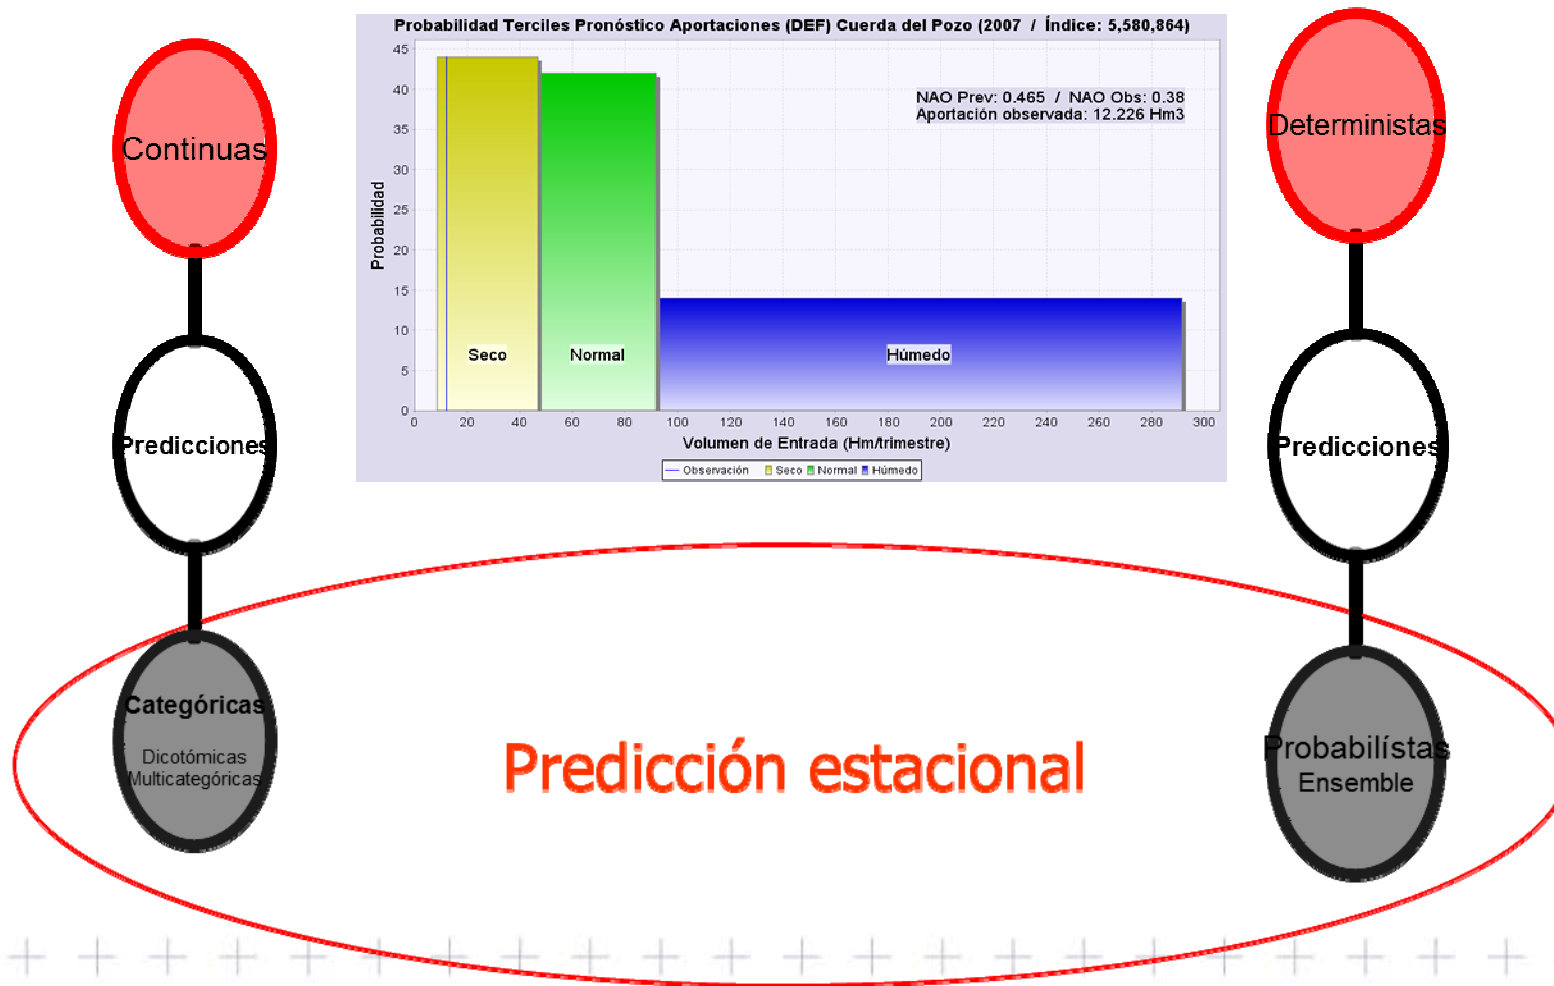 Probabilidad Terciles Pronóstico Aportaciones (DEF) Cuerda del Pozo (2007 / Índice: 5,580,864)
45
40
35
30
25
20
15
10
5
0
Probabilidad
NAO Prev: 0.465 / NAO Obs: 0.38
Aportación observada: 12.226 Hm3
Seco
Normal
Húmedo
0 20 40 60 80 100 120 140 160 180 200 220 240 260 280 300
Volumen de Entrada (Hm/trimestre)
Observación Seco Normal Húmedo
Continuas
Predicciones
Categóricas
Dicotómicas
Multicategóricas
Deterministas
Predicciones
Probabilístas
Ensemble
Predicción estacional